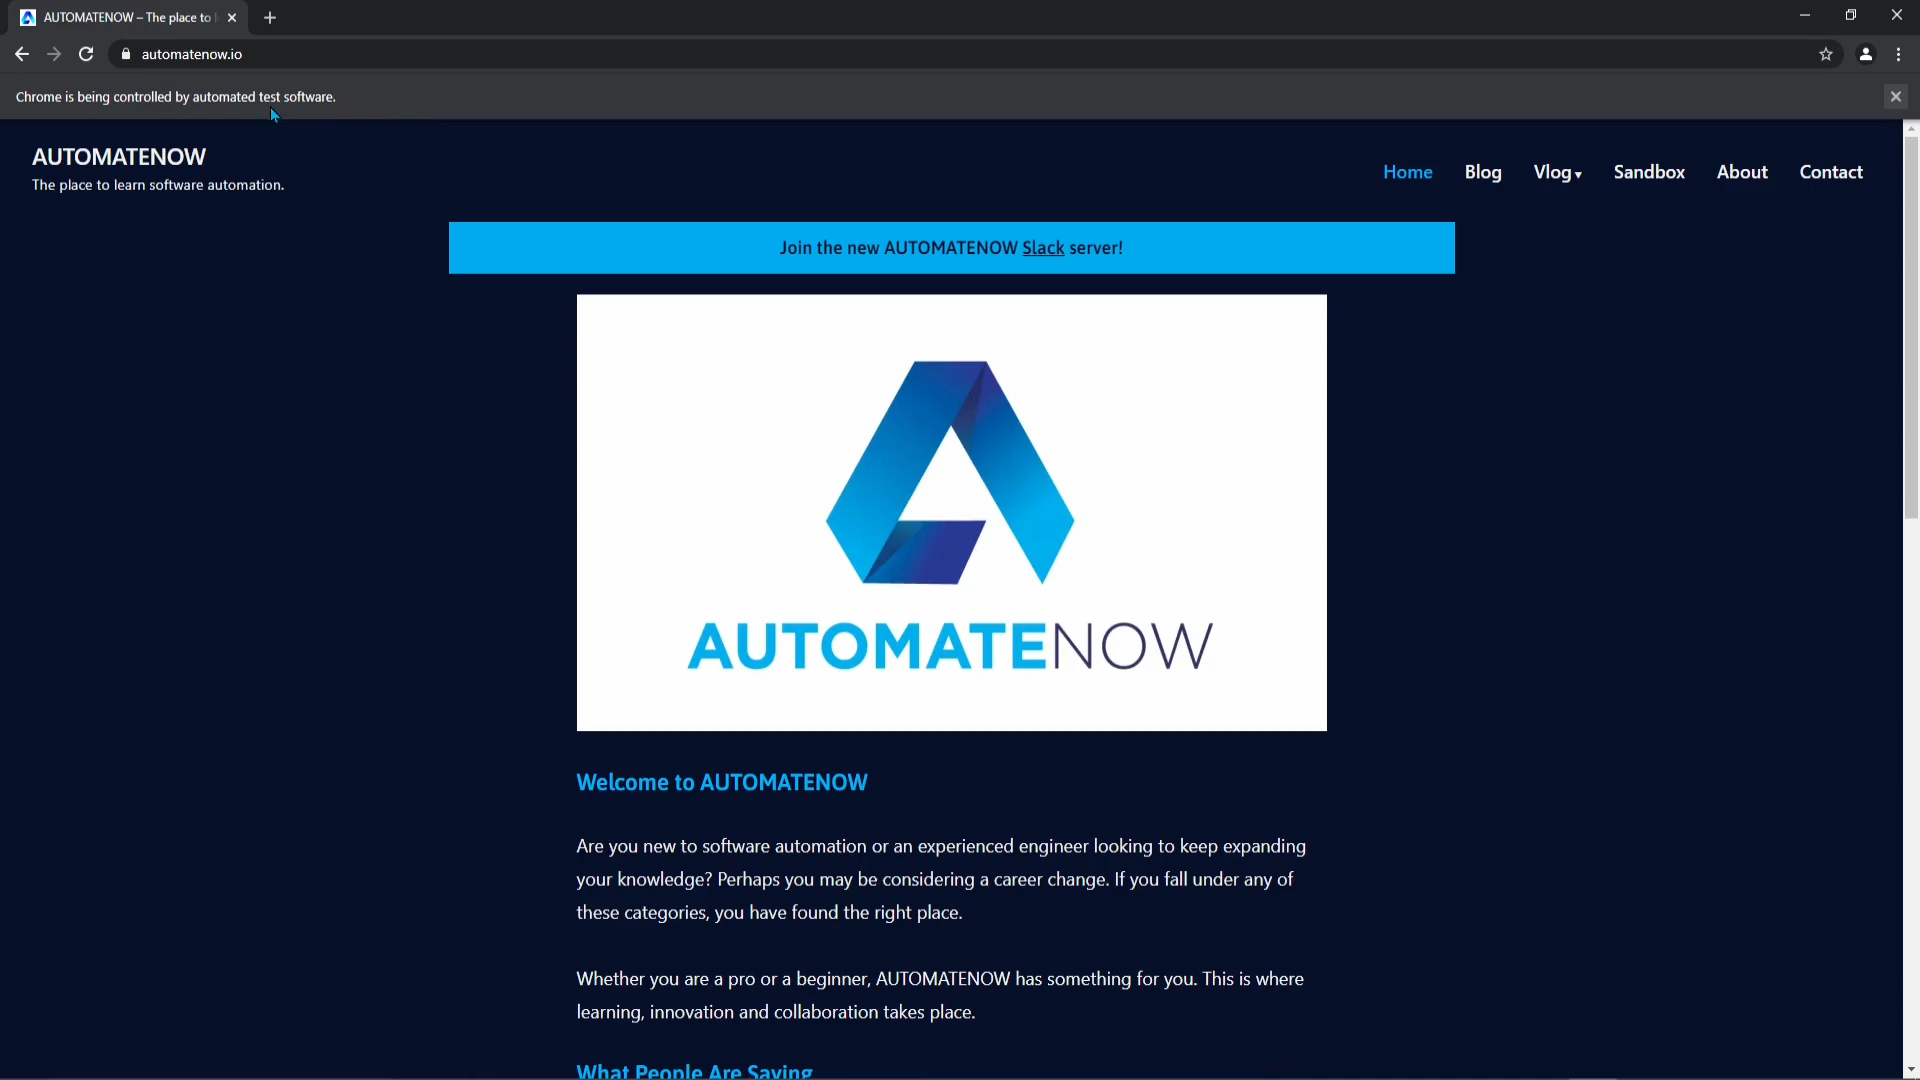 AUTOMATENOW – The place to
automatenow.io
Chrome is being controlled by automated test software.
AUTOMATENOW
The place to learn software automation.
Home Blog Vlog▾ Sandbox About Contact
Join the new AUTOMATENOW Slack server!
AUTOMATENOW
Welcome to AUTOMATENOW
Are you new to software automation or an experienced engineer looking to keep expanding
your knowledge? Perhaps you may be considering a career change. If you fall under any of
these categories, you have found the right place.
Whether you are a pro or a beginner, AUTOMATENOW has something for you. This is where
learning, innovation and collaboration takes place.
What People Are Saying